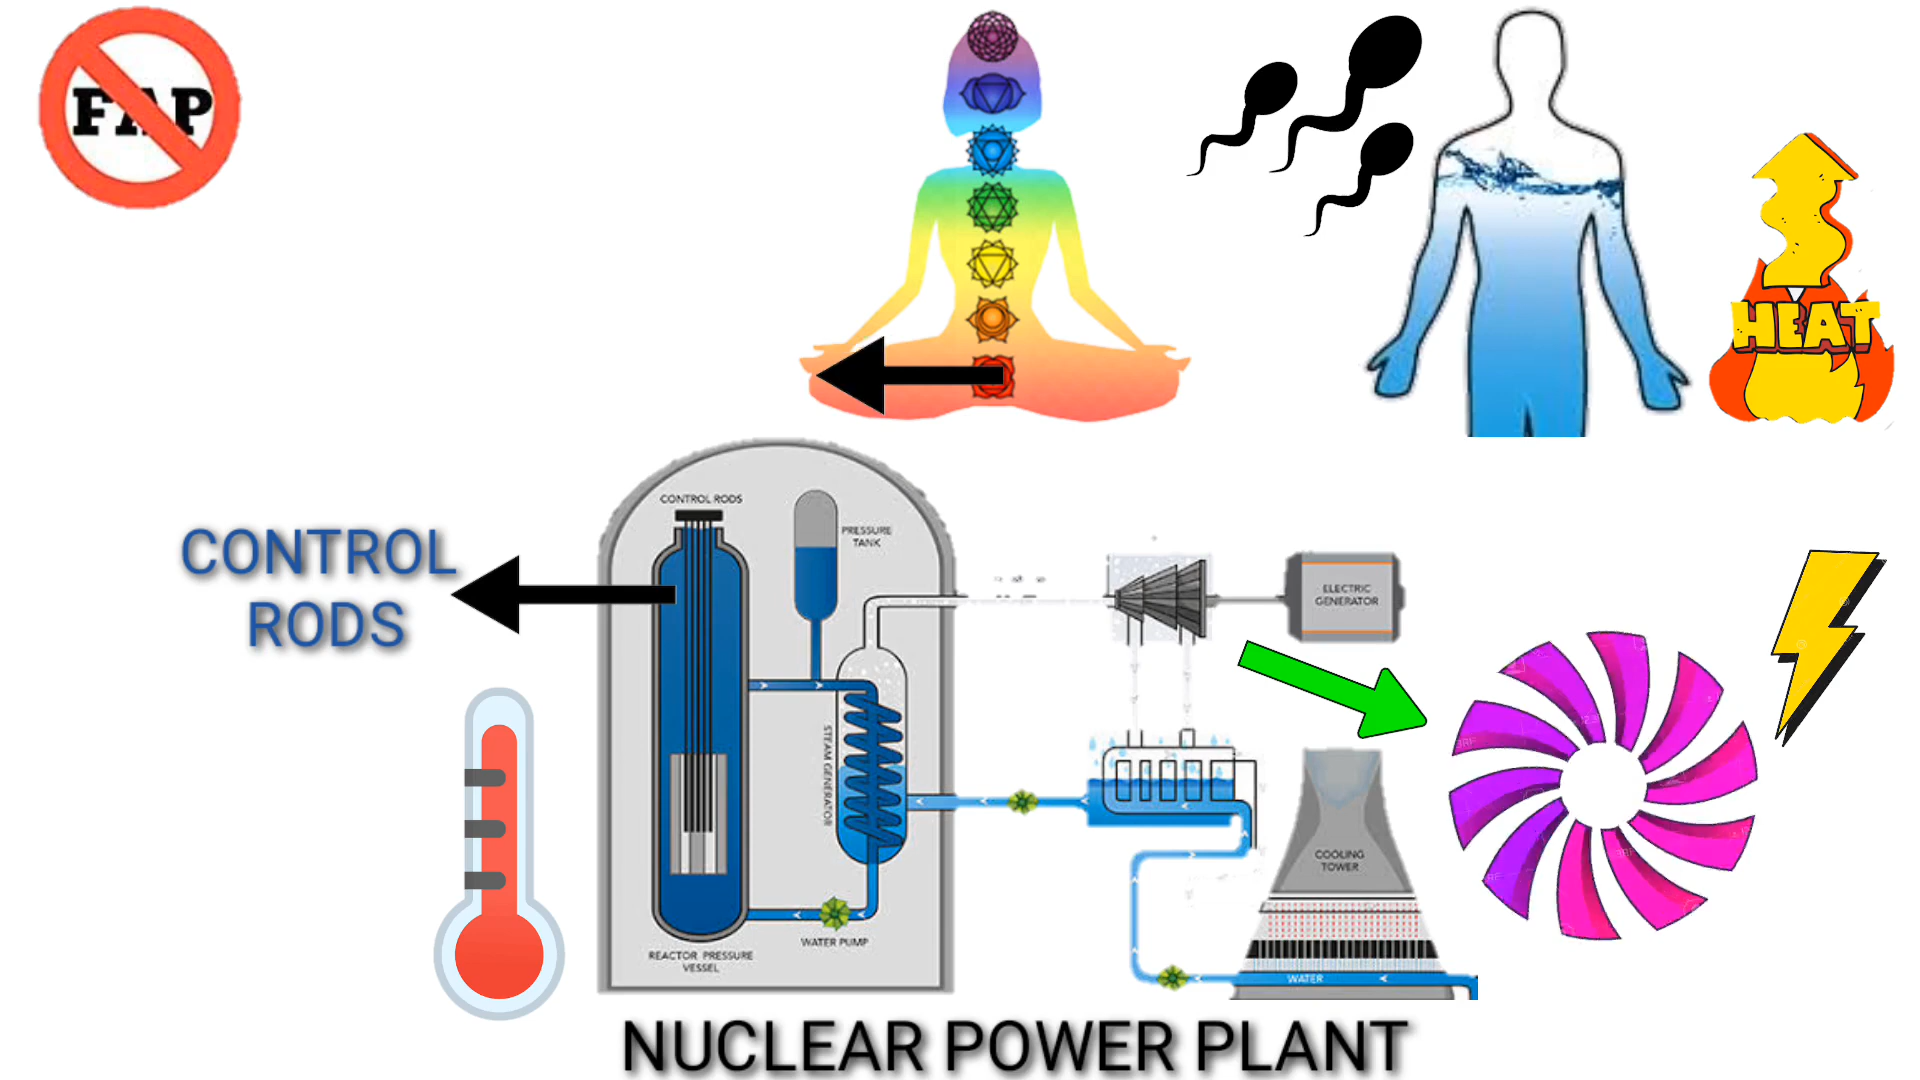 FAP
HEAT
CONTROL RODS
PRESSURE
TANK
CONTROL
RODS
ELECTRIC
GENERATOR
STEAM GENERATOR
COOLING
TOWER
WATER PUMP
REACTOR PRESSURE
VESSEL
WATER
NUCLEAR POWER PLANT